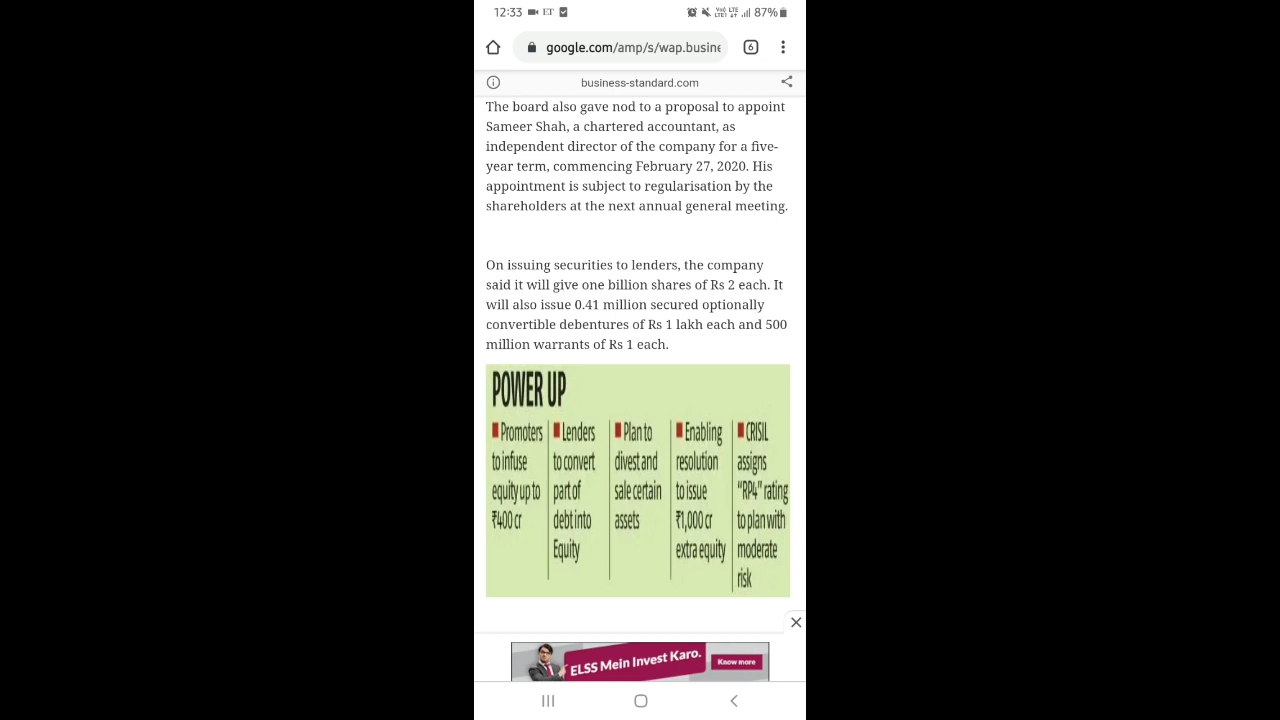 12:33 ET 87%
google.com/amp/s/wap.busine 6
business-standard.com
The board also gave nod to a proposal to appoint
Sameer Shah, a chartered accountant, as
independent director of the company for a five-
year term, commencing February 27, 2020. His
appointment is subject to regularisation by the
shareholders at the next annual general meeting.
On issuing securities to lenders, the company
said it will give one billion shares of Rs 2 each. It
will also issue 0.41 million secured optionally
convertible debentures of Rs 1 lakh each and 500
million warrants of Rs 1 each.
POWER UP
Promoters
to infuse
equity up to
₹400 cr
Lenders
to convert
part of
debt into
Equity
Plan to
divest and
sale certain
assets
Enabling
resolution
to issue
₹1,000 cr
extra equity
CRISIL
assigns
"RP4" rating
to plan with
moderate
risk
ELSS Mein Invest Karo.
Know more